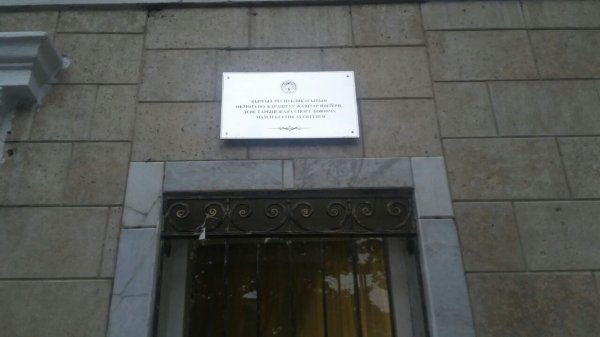 КЫРГЫЗ РЕСПУБЛИКАСЫНЫН
ӨКМӨТҮНӨ КАРАШТУУ ЖАШТАР ИШТЕРИ,
ДЕНЕ ТАРБИЯ ЖАНА СПОРТ БОЮНЧА
МАМЛЕКЕТТИК АГЕНТТИГИ